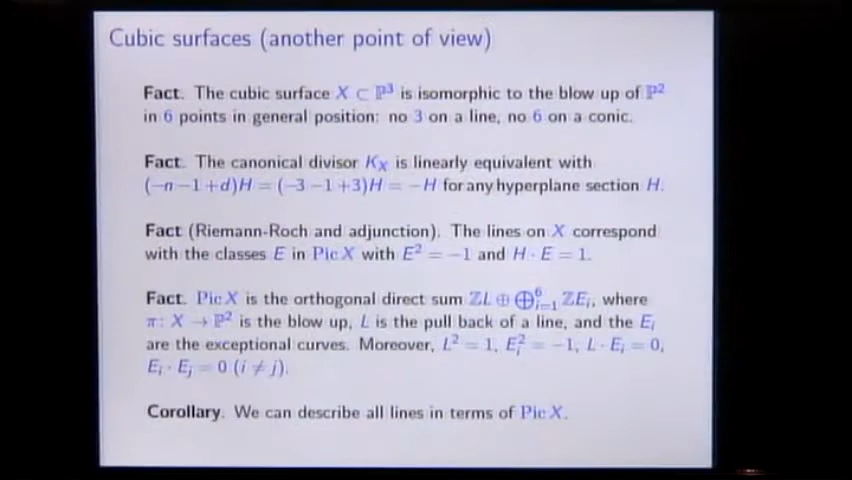 Cubic surfaces (another point of view)
Fact. The cubic surface X ⊂ ℙ³ is isomorphic to the blow up of ℙ²
in 6 points in general position: no 3 on a line, no 6 on a conic.
Fact. The canonical divisor K_X is linearly equivalent with
(−n − 1 + d)H = (−3 − 1 + 3)H = −H for any hyperplane section H.
Fact (Riemann-Roch and adjunction). The lines on X correspond
with the classes E in Pic X with E² = −1 and H · E = 1.
Fact. Pic X is the orthogonal direct sum ℤL ⊕ ⊕⁶ᵢ₌₁ ℤEᵢ, where
π: X → ℙ² is the blow up, L is the pull back of a line, and the Eᵢ
are the exceptional curves. Moreover, L² = 1, Eᵢ² = −1, L · Eᵢ = 0,
Eᵢ · Eⱼ = 0 (i ≠ j).
Corollary. We can describe all lines in terms of Pic X.